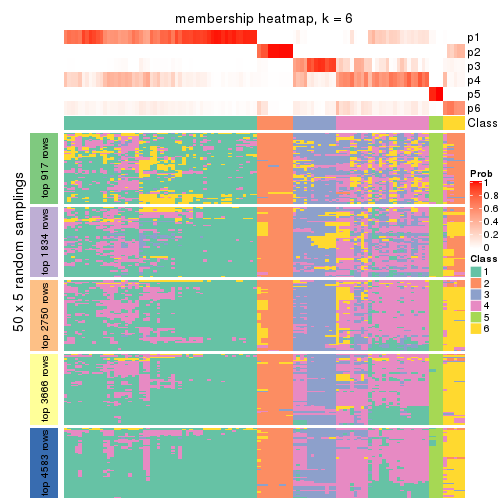 membership heatmap, k = 6
p1
p2
p3
p4
p5
p6
Class
50 x 5 random samplings
top 917 rows
top 1834 rows
top 2750 rows
top 3666 rows
top 4583 rows
Prob
1
0.8
0.6
0.4
0.2
0
Class
1
2
3
4
5
6